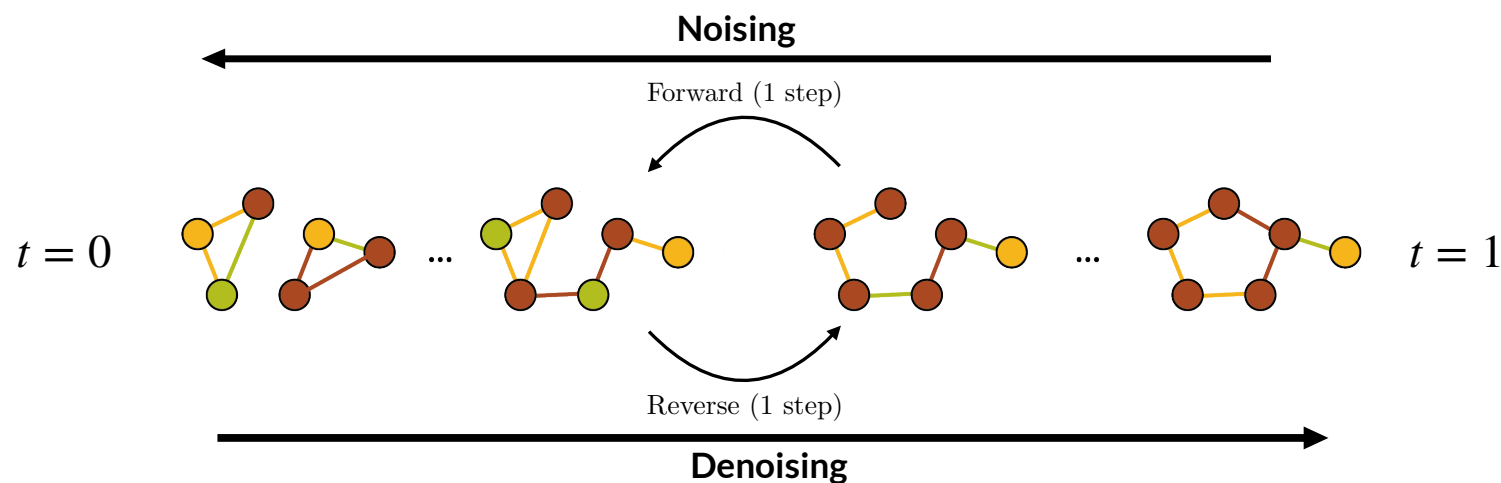 Noising
Forward (1 step)
t = 0
...
...
t = 1
Reverse (1 step)
Denoising